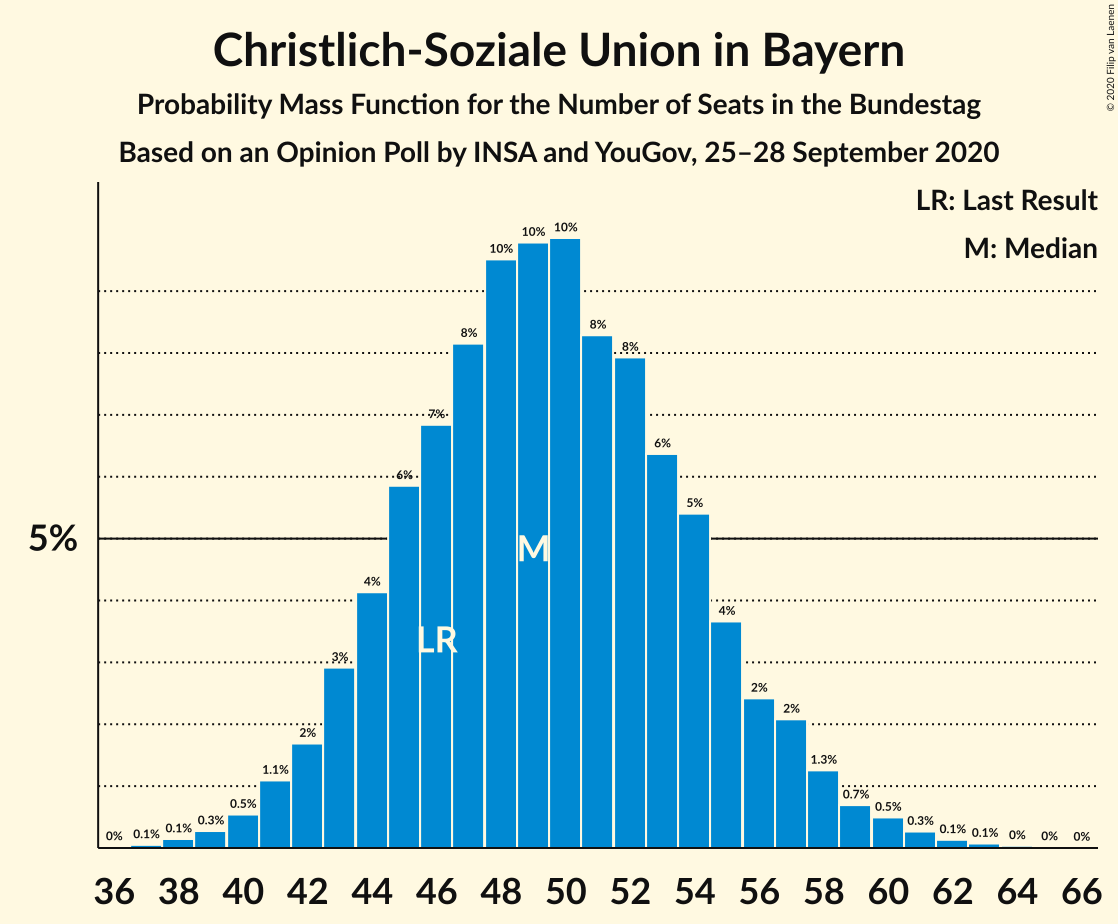 Christlich-Soziale Union in Bayern
Probability Mass Function for the Number of Seats in the Bundestag
Based on an Opinion Poll by INSA and YouGov, 25–28 September 2020
© 2020 Filip van Laenen
LR: Last Result
M: Median
5%
0% 0.1% 0.1% 0.3% 0.5% 1.1% 2% 3% 4% 6% 7% 8% 10% 10% 10% 8% 8% 6% 5% 4% 2% 2% 1.3% 0.7% 0.5% 0.3% 0.1% 0.1% 0% 0% 0%
M
LR
36 38 40 42 44 46 48 50 52 54 56 58 60 62 64 66